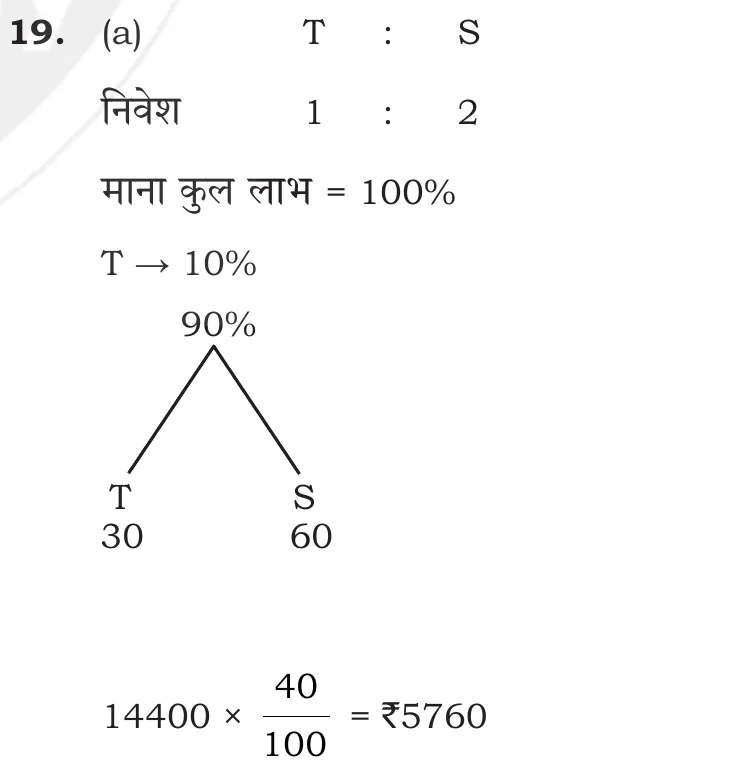 19. (a) T : S
निवेश 1 : 2
माना कुल लाभ = 100%
T → 10%
90%
T S
30 60
14400 × 40/100 = ₹5760